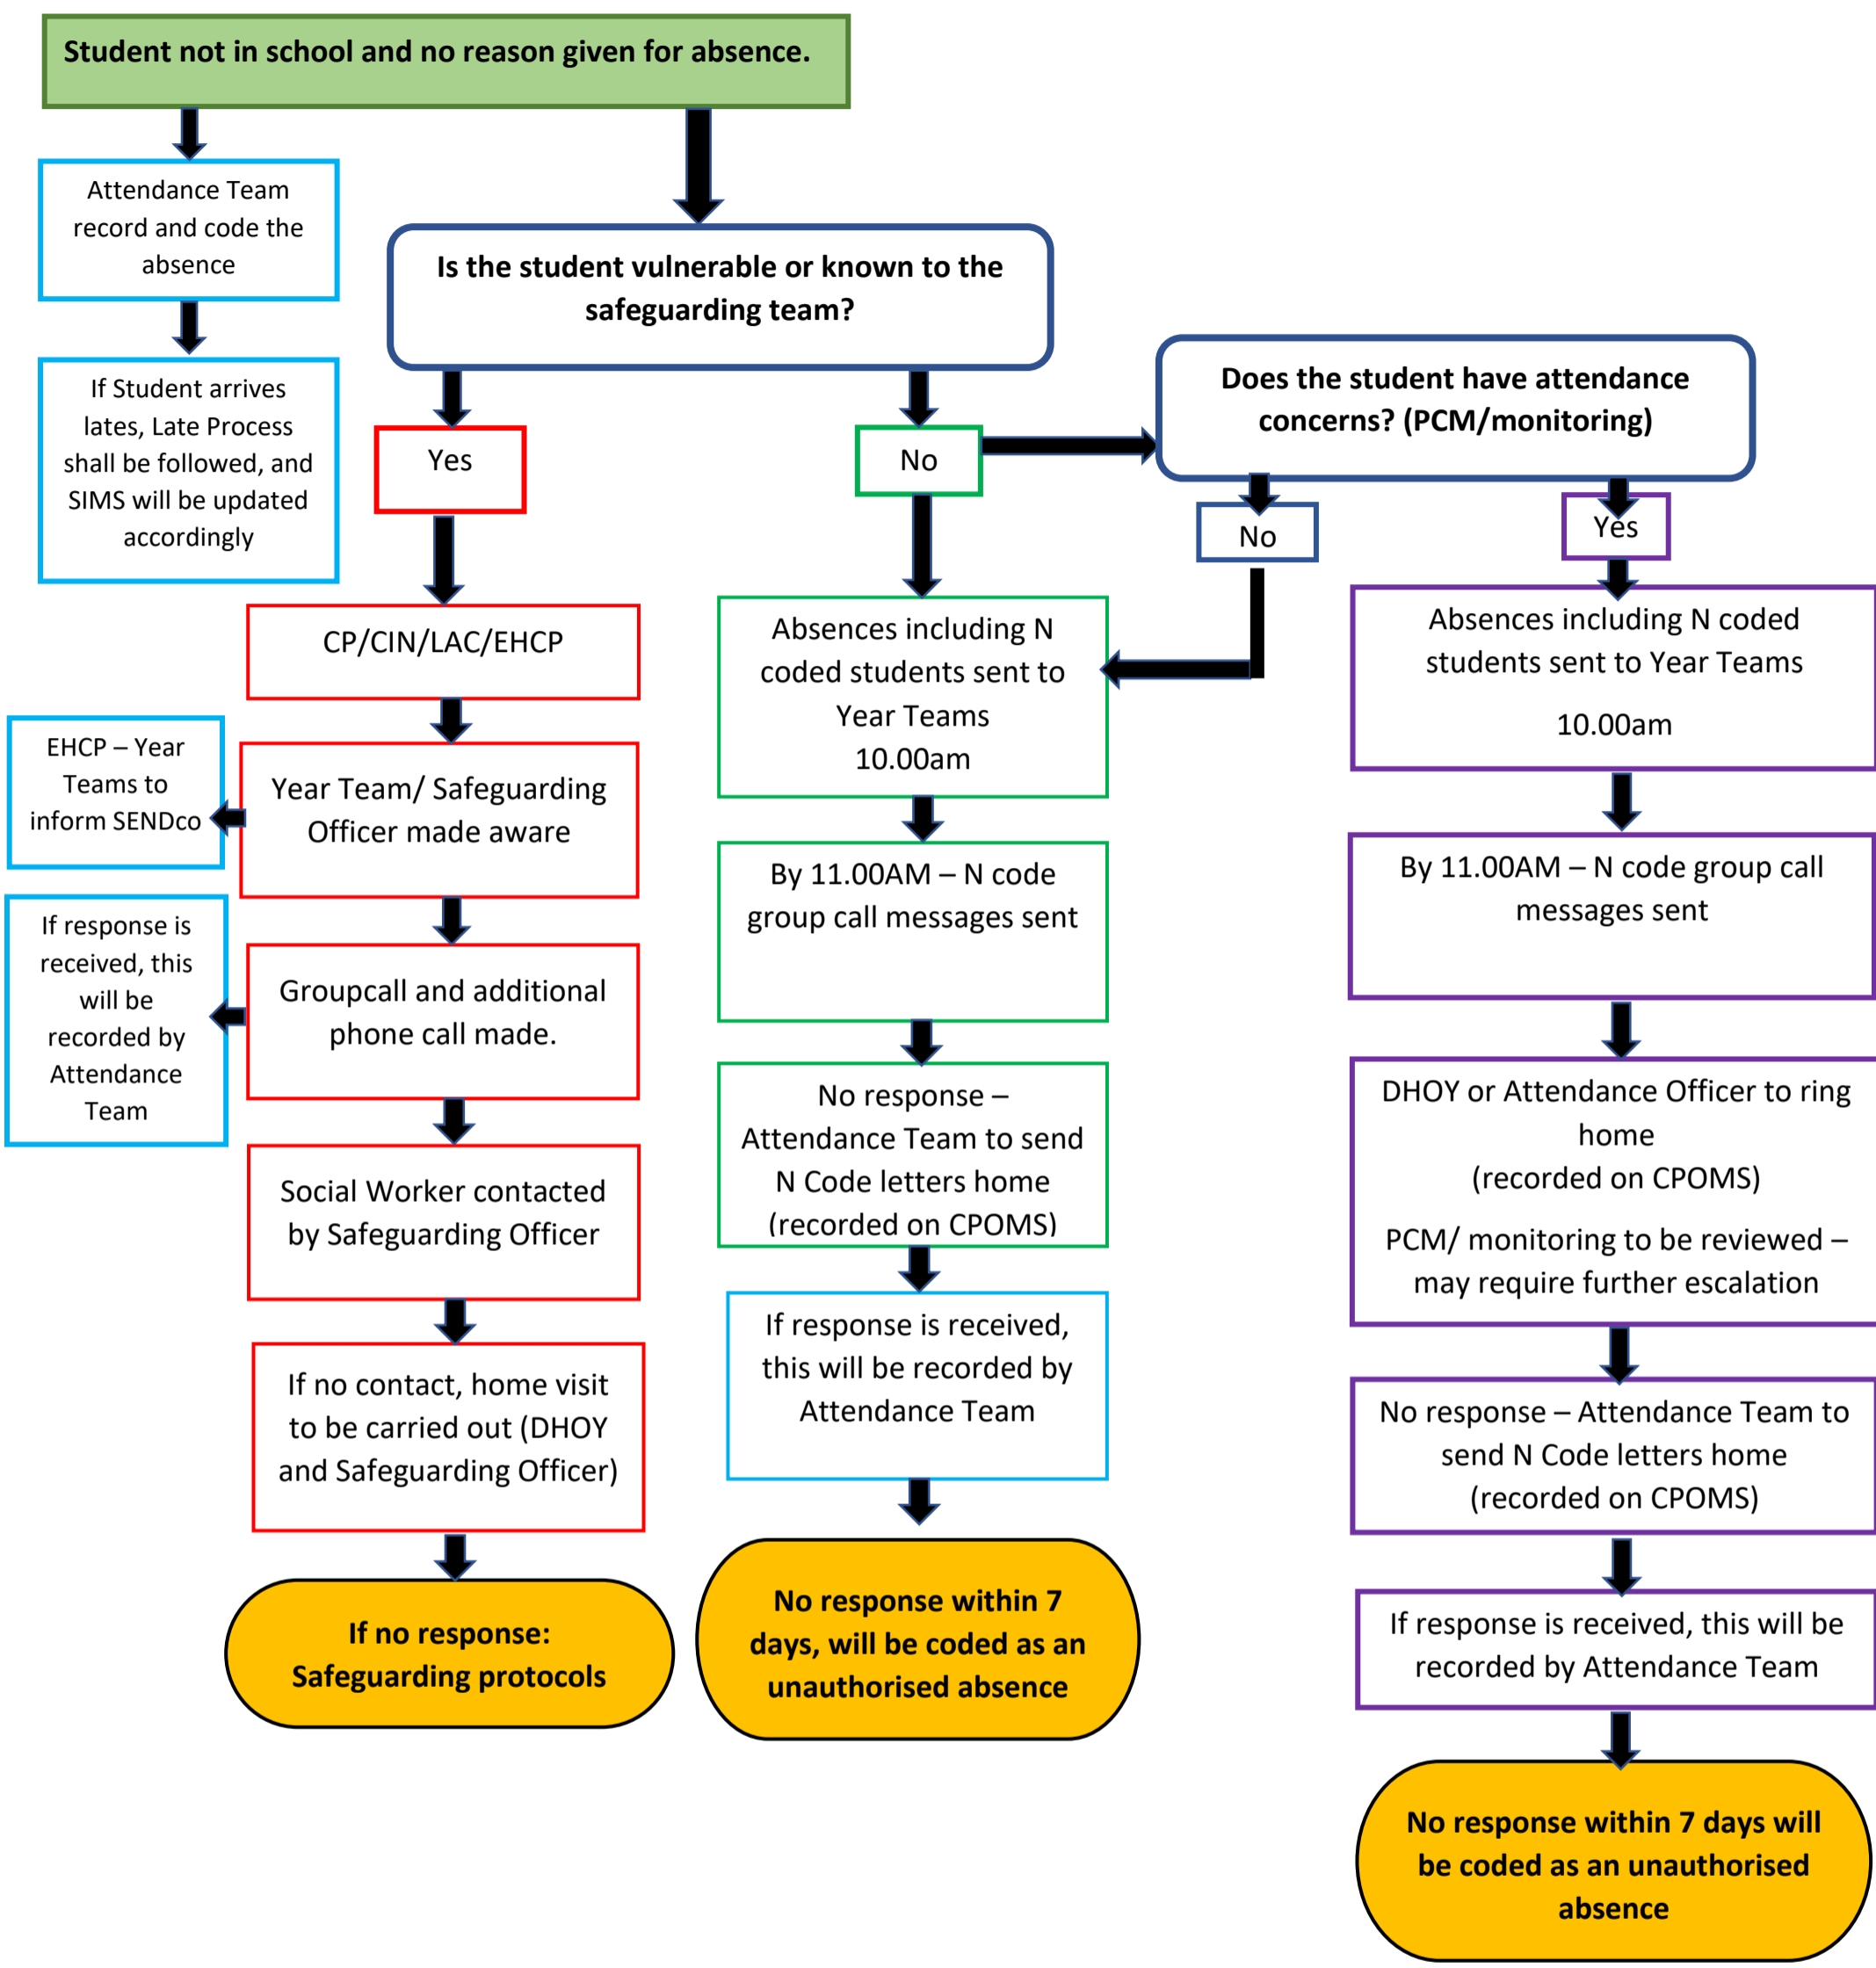 Student not in school and no reason given for absence.
Attendance Team
record and code the
absence
If Student arrives
lates, Late Process
shall be followed, and
SIMS will be updated
accordingly
Is the student vulnerable or known to the
safeguarding team?
Does the student have attendance
concerns? (PCM/monitoring)
Yes
No
No
Yes
CP/CIN/LAC/EHCP
EHCP – Year
Teams to
inform SENDco
Year Team/ Safeguarding
Officer made aware
If response is
received, this
will be
recorded by
Attendance
Team
Groupcall and additional
phone call made.
Social Worker contacted
by Safeguarding Officer
If no contact, home visit
to be carried out (DHOY
and Safeguarding Officer)
If no response:
Safeguarding protocols
Absences including N
coded students sent to
Year Teams
10.00am
By 11.00AM – N code
group call messages sent
No response –
Attendance Team to send
N Code letters home
(recorded on CPOMS)
If response is received,
this will be recorded by
Attendance Team
No response within 7
days, will be coded as an
unauthorised absence
Absences including N coded
students sent to Year Teams
10.00am
By 11.00AM – N code group call
messages sent
DHOY or Attendance Officer to ring
home
(recorded on CPOMS)
PCM/ monitoring to be reviewed –
may require further escalation
No response – Attendance Team to
send N Code letters home
(recorded on CPOMS)
If response is received, this will be
recorded by Attendance Team
No response within 7 days will
be coded as an unauthorised
absence